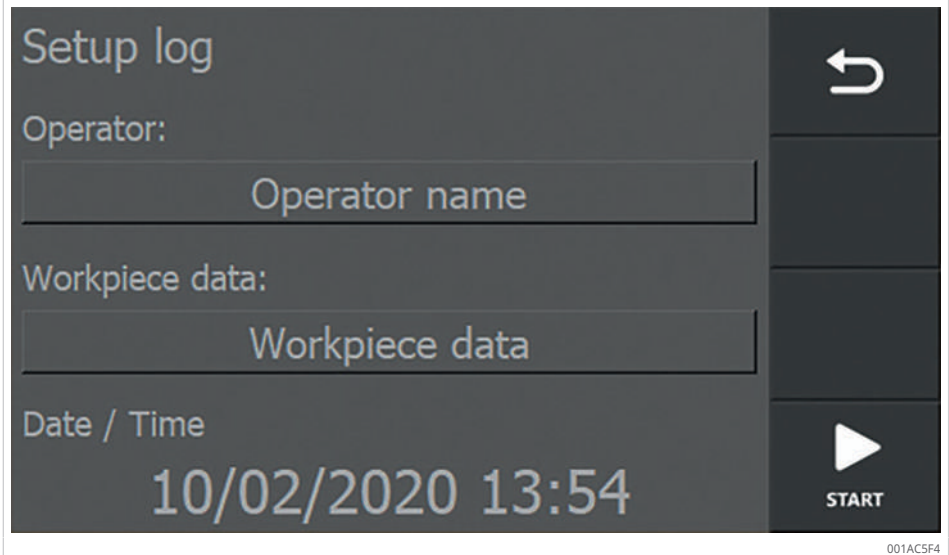 Setup log
Operator:
Operator name
Workpiece data:
Workpiece data
Date / Time
10/02/2020 13:54
START
001AC5F4